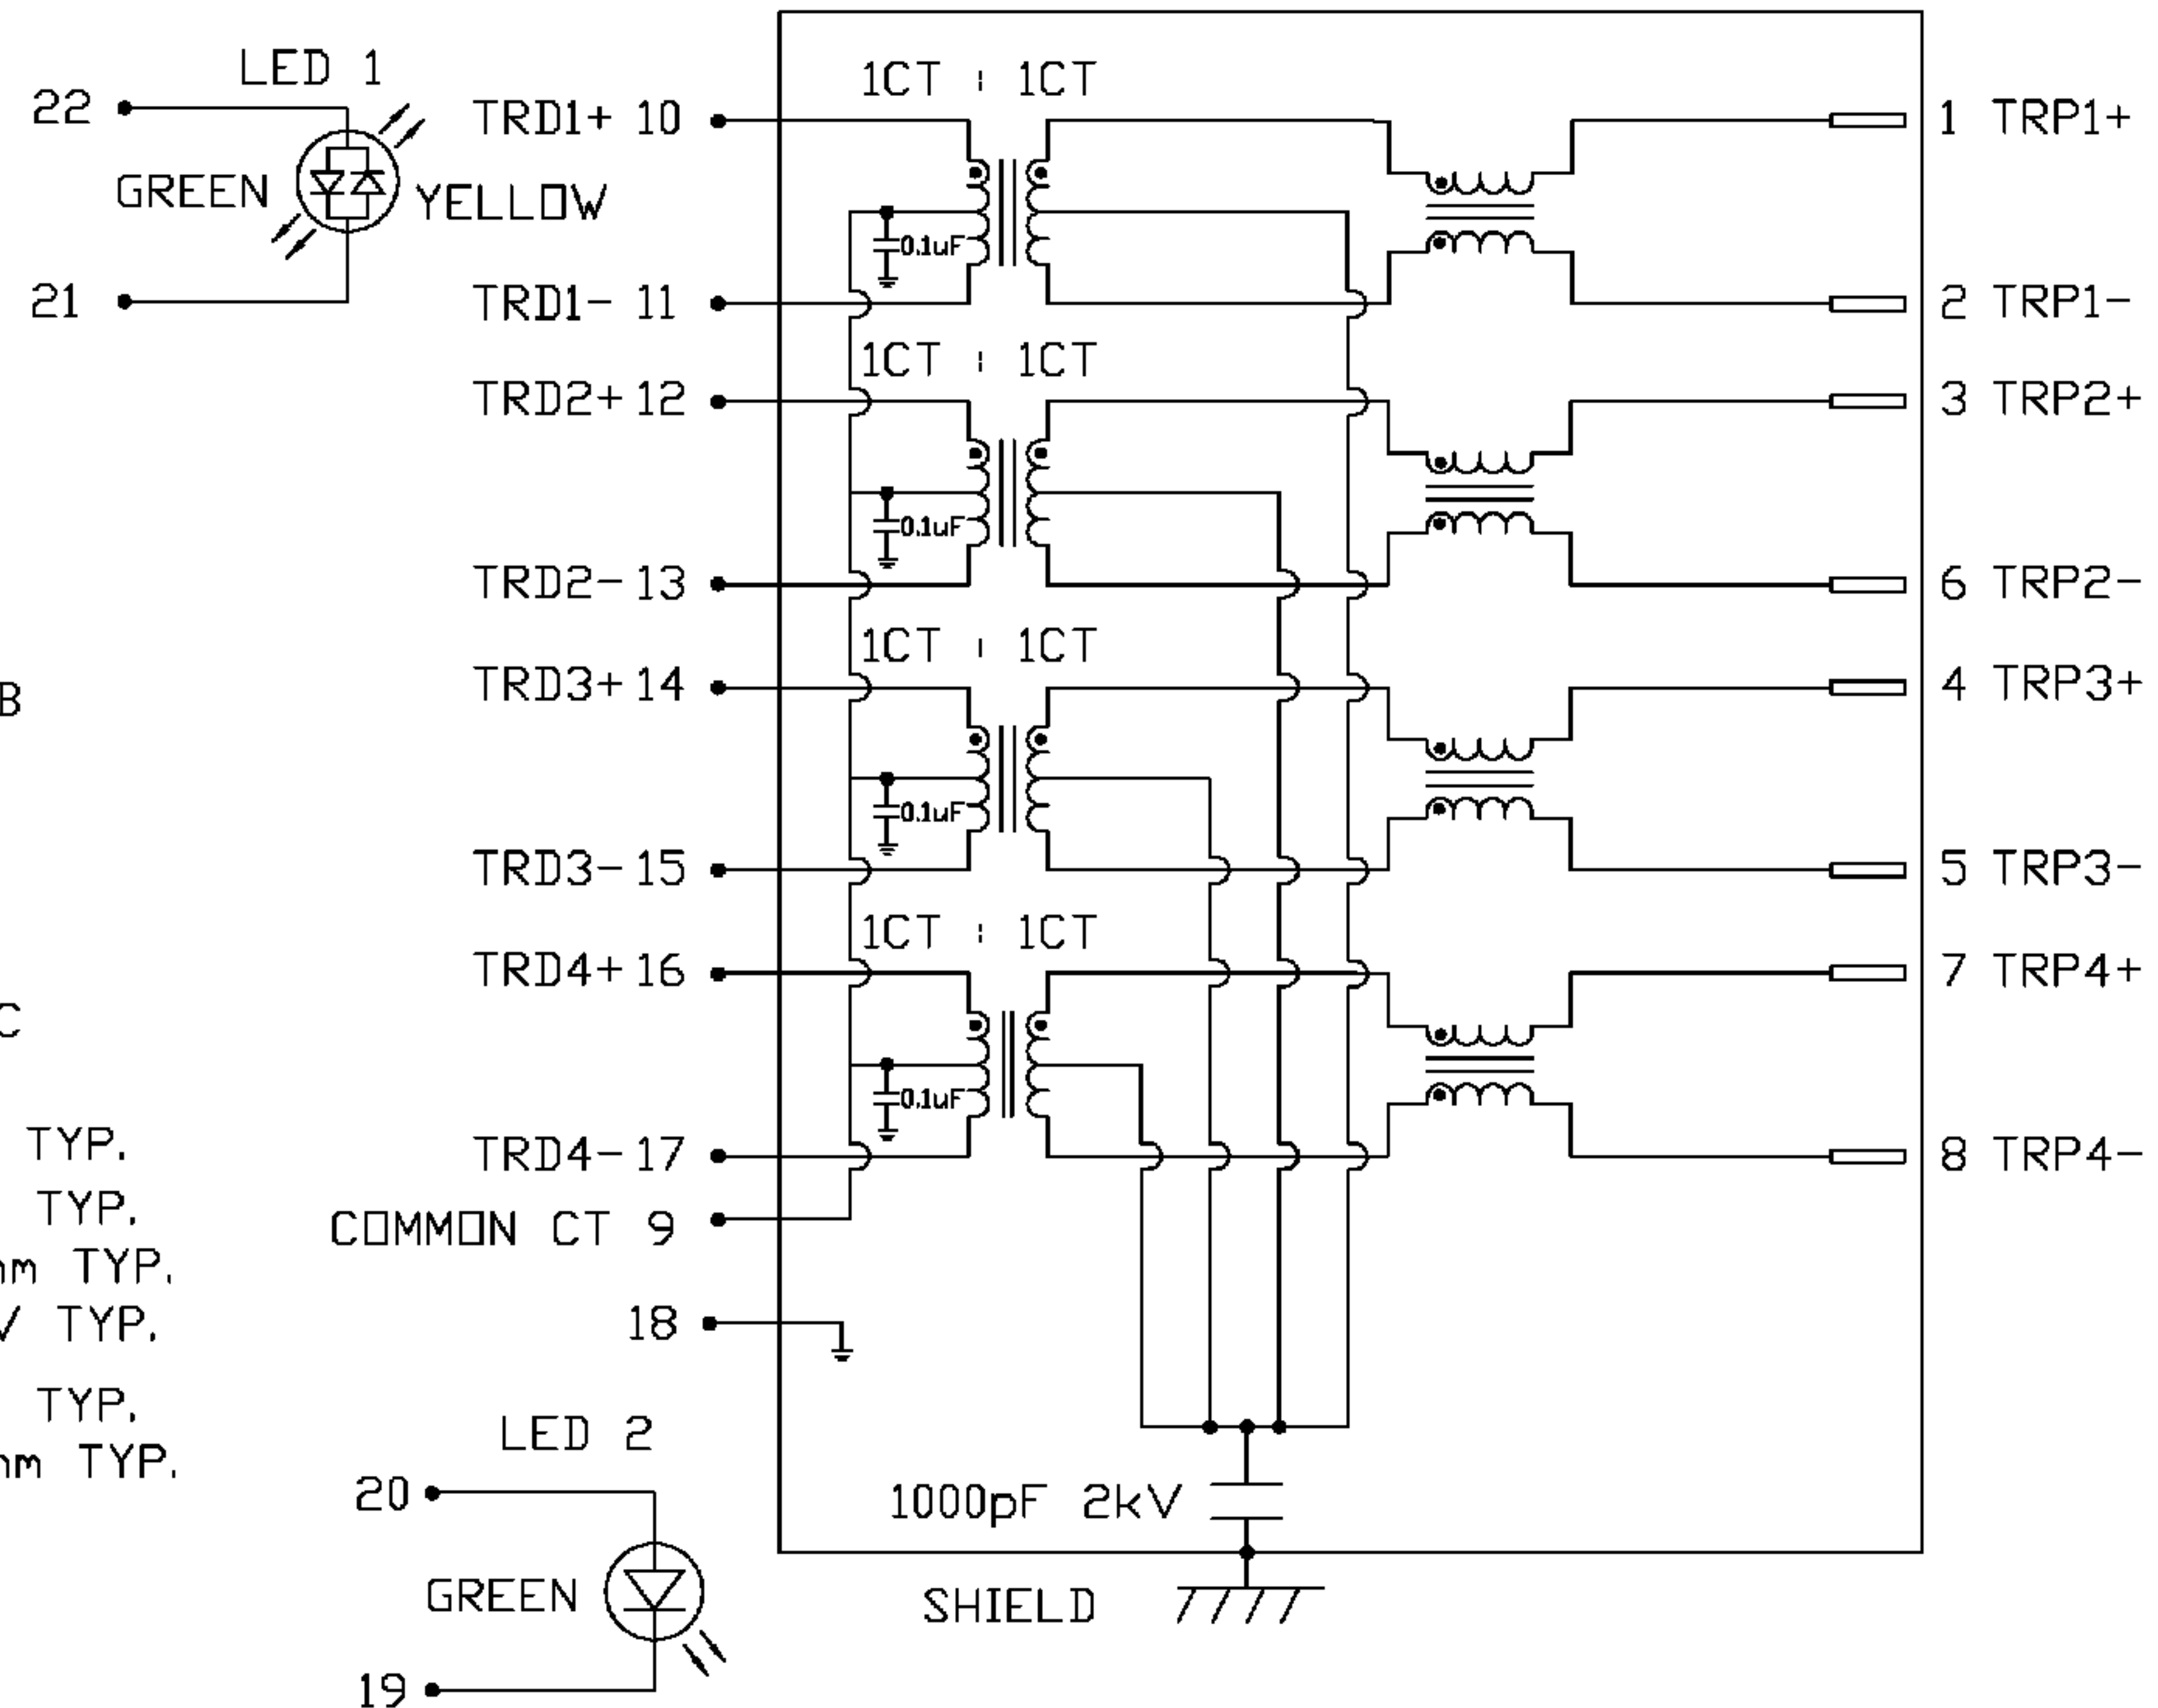 LED 1
22
GREEN
YELLOW
21
1CT : 1CT
TRD1+ 10
1 TRP1+
0.1uF
TRD1- 11
2 TRP1-
1CT : 1CT
TRD2+ 12
3 TRP2+
0.1uF
TRD2- 13
6 TRP2-
1CT : 1CT
TRD3+ 14
4 TRP3+
B
0.1uF
TRD3- 15
5 TRP3-
1CT : 1CT
TRD4+ 16
7 TRP4+
C
0.1uF
TYP.
TRD4- 17
8 TRP4-
TYP.
COMMON CT 9
m TYP.
V TYP.
18
TYP.
LED 2
m TYP.
20
1000pF 2kV
GREEN
SHIELD
19